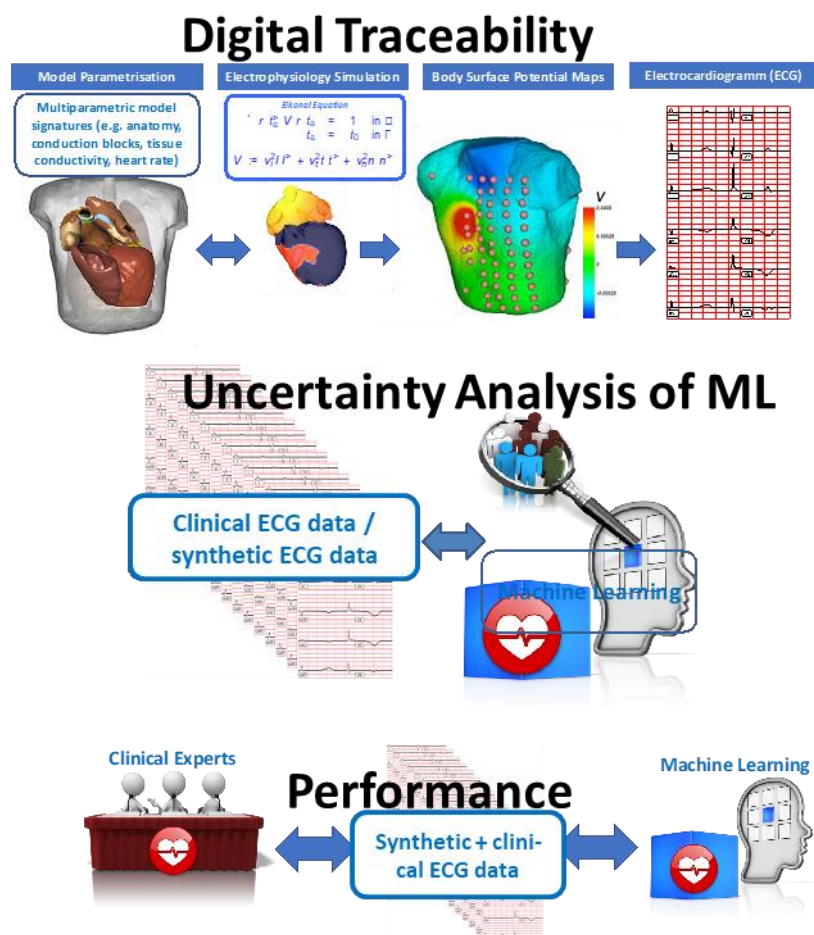 Digital Traceability
Model Parametrisation
Electrophysiology Simulation
Body Surface Potential Maps
Electrocardiogramm (ECG)
Multiparametric model
signatures (e.g. anatomy,
conduction blocks, tissue
conductivity, heart rate)
Eikonal Equation
V
Uncertainty Analysis of ML
Clinical ECG data /
synthetic ECG data
Machine Learning
Clinical Experts
Performance
Machine Learning
Synthetic + clini-
cal ECG data